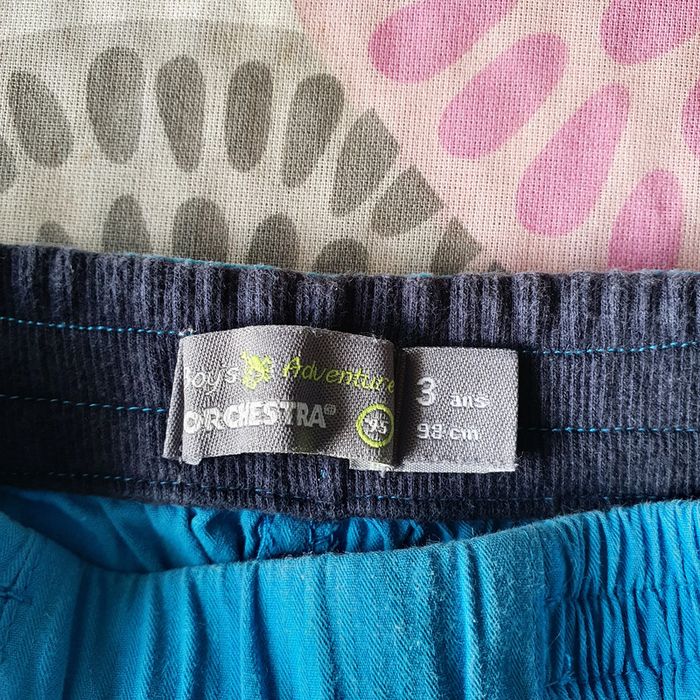 Boy's Adventure
ORCHESTRA®
95
3 ans
98 cm